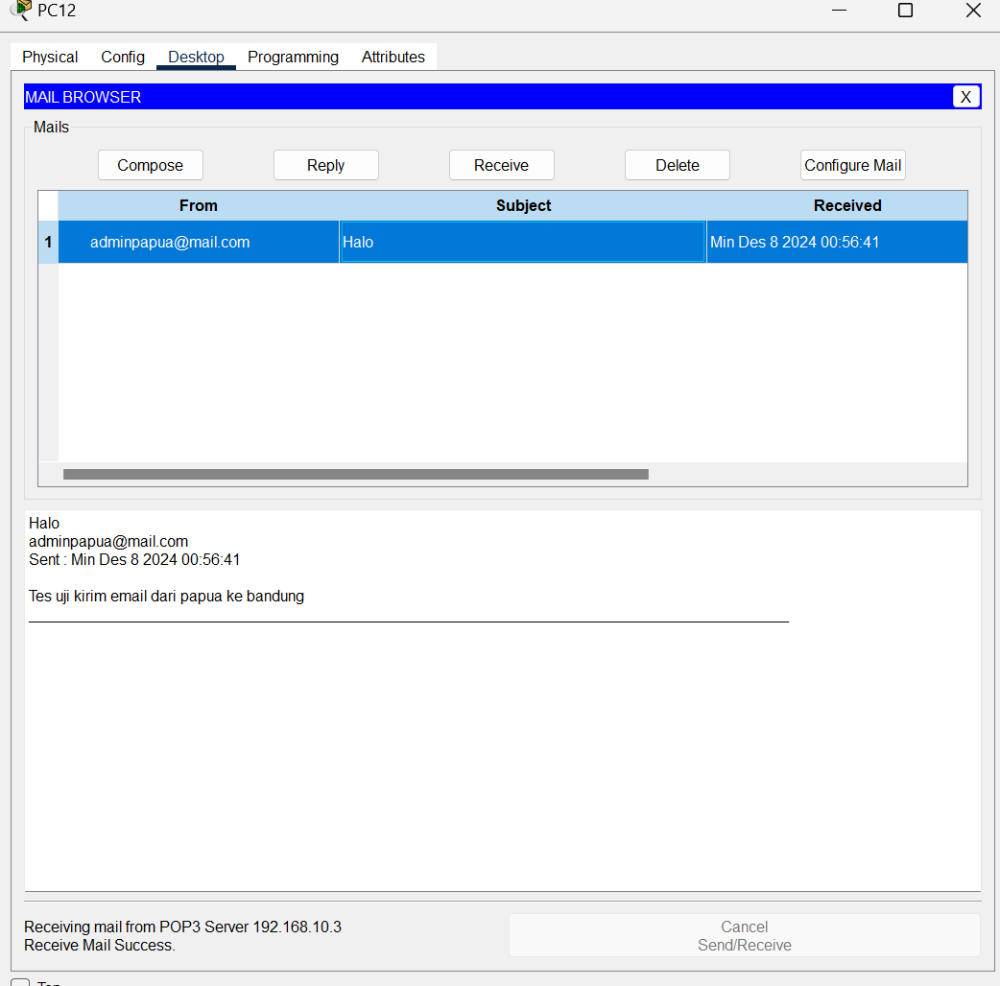 PC12
Physical Config Desktop Programming Attributes
MAIL BROWSER X
Mails
Compose Reply Receive Delete Configure Mail
From Subject Received
1 adminpapua@mail.com Halo Min Des 8 2024 00:56:41
Halo
adminpapua@mail.com
Sent : Min Des 8 2024 00:56:41
Tes uji kirim email dari papua ke bandung
Receiving mail from POP3 Server 192.168.10.3
Receive Mail Success.
Cancel
Send/Receive